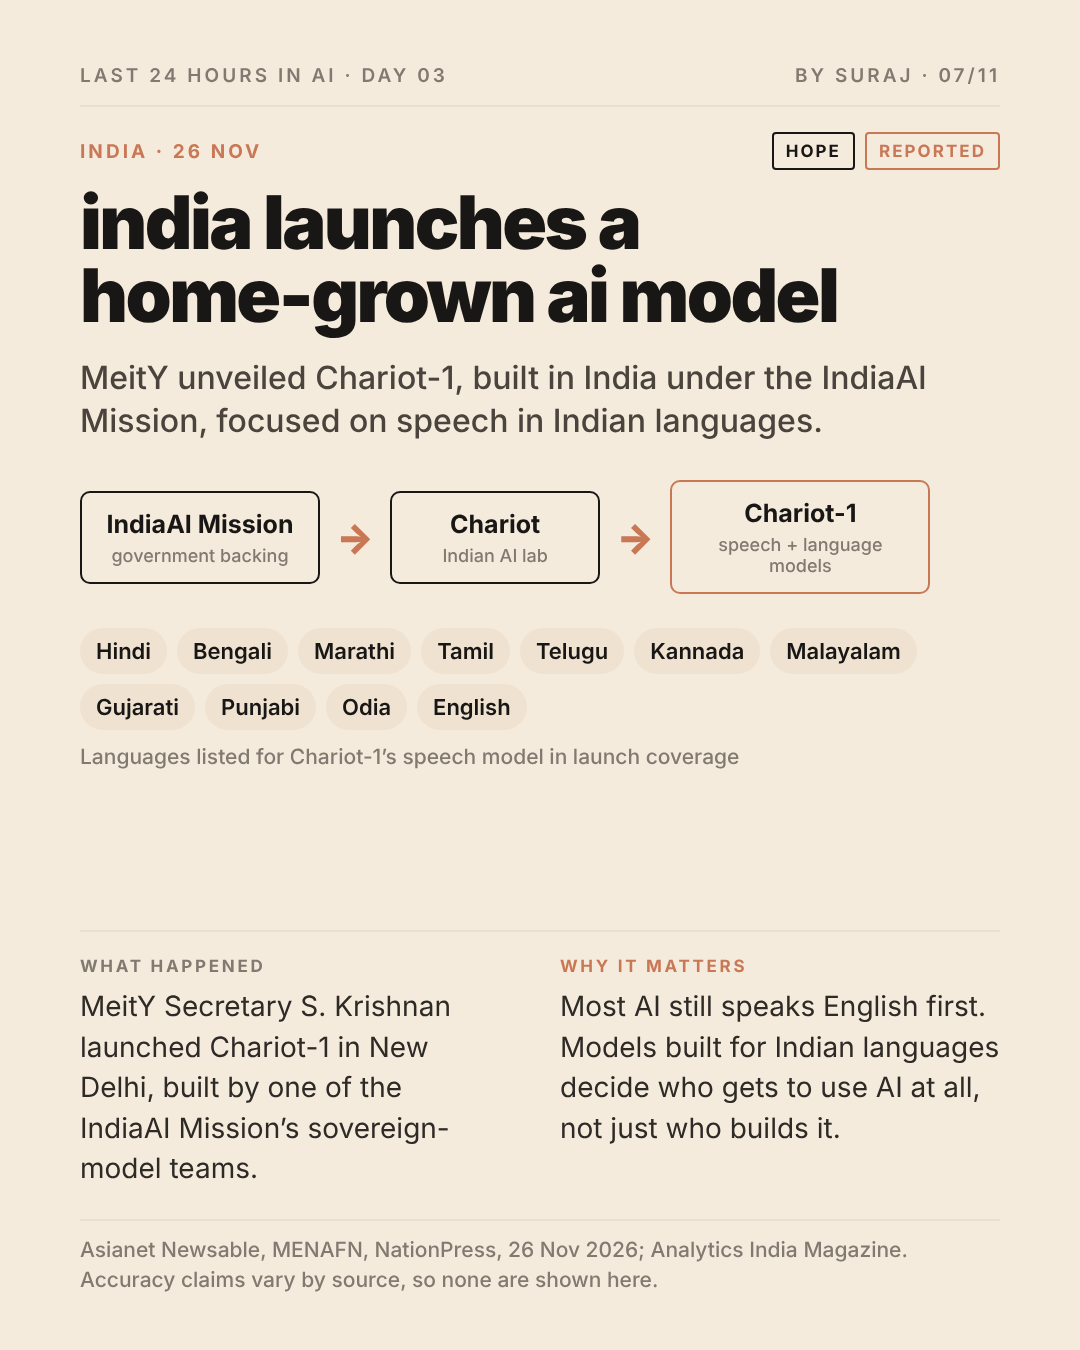 LAST 24 HOURS IN AI · DAY 03
BY SURAJ · 07/11
INDIA · 26 NOV
HOPE
REPORTED
india launches a
home-grown ai model
MeitY unveiled Chariot-1, built in India under the IndiaAI
Mission, focused on speech in Indian languages.
IndiaAI Mission
government backing
→
Chariot
Indian AI lab
→
Chariot-1
speech + language
models
Hindi
Bengali
Marathi
Tamil
Telugu
Kannada
Malayalam
Gujarati
Punjabi
Odia
English
Languages listed for Chariot-1’s speech model in launch coverage
WHAT HAPPENED
MeitY Secretary S. Krishnan
launched Chariot-1 in New
Delhi, built by one of the
IndiaAI Mission’s sovereign-
model teams.
WHY IT MATTERS
Most AI still speaks English first.
Models built for Indian languages
decide who gets to use AI at all,
not just who builds it.
Asianet Newsable, MENAFN, NationPress, 26 Nov 2026; Analytics India Magazine.
Accuracy claims vary by source, so none are shown here.